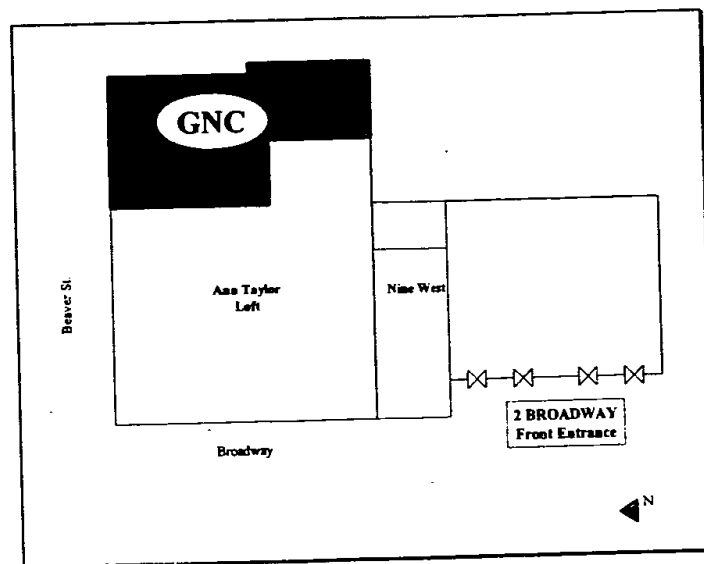 GNC
Beaver St.
Ann Taylor
Loft
Nine West
2 BROADWAY
Front Entrance
Broadway
N